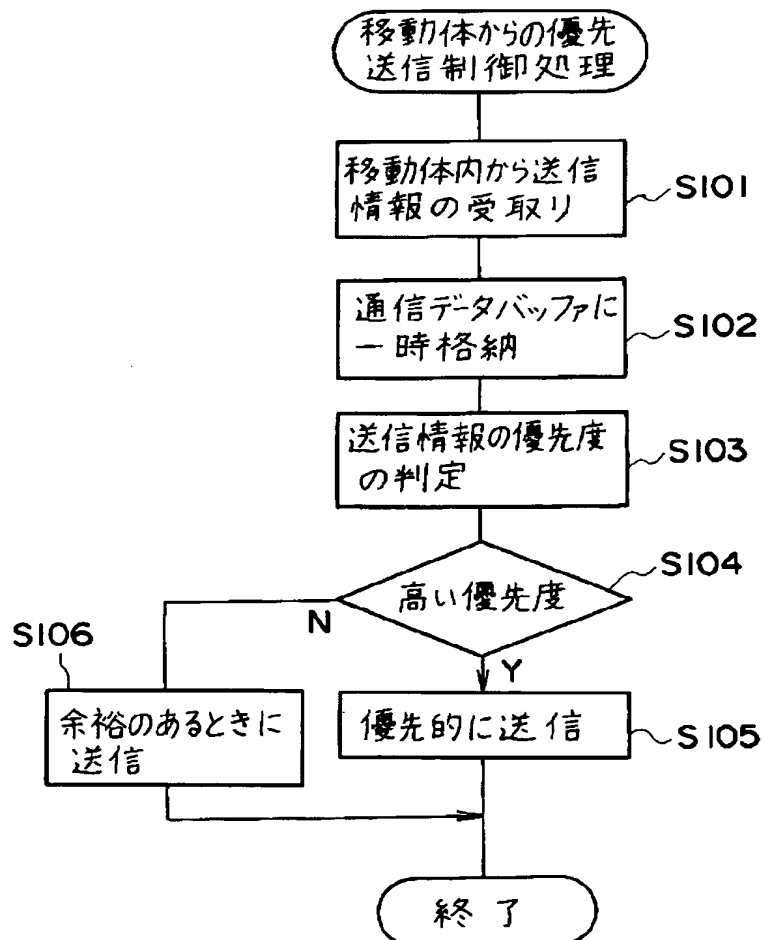 移動体からの優先
送信制御処理
移動体内から送信
情報の受取り
S101
通信データバッファに
一時格納
S102
送信情報の優先度
の判定
S103
高い優先度
S104
N
Y
S106
余裕のあるときに
送信
優先的に送信
S105
終了